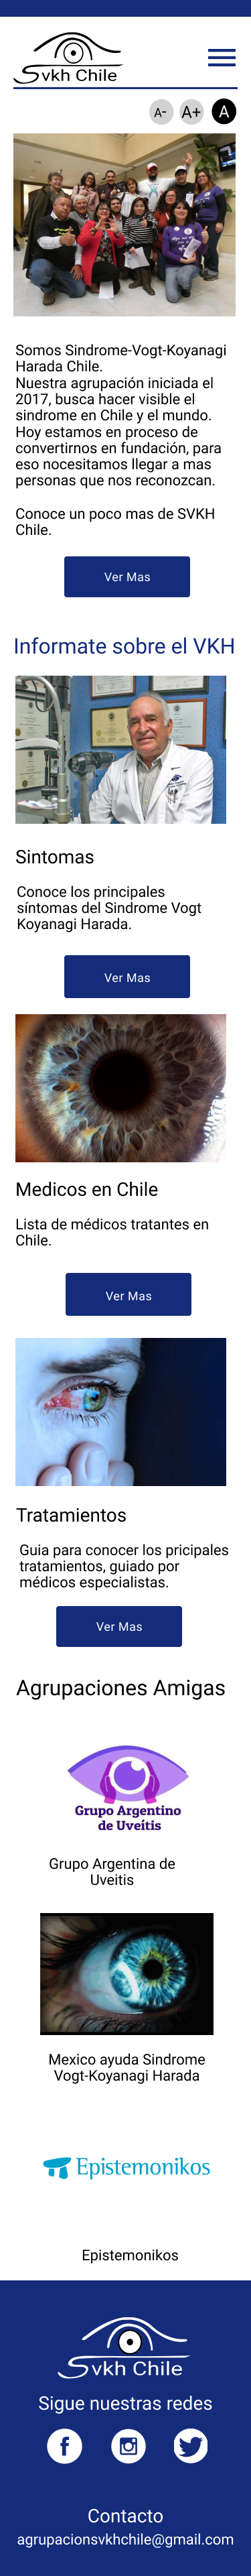 Svkh Chile
A-
A+
A
Somos Sindrome-Vogt-Koyanagi
Harada Chile.
Nuestra agrupación iniciada el
2017, busca hacer visible el
sindrome en Chile y el mundo.
Hoy estamos en proceso de
convertirnos en fundación, para
eso necesitamos llegar a mas
personas que nos reconozcan.
Conoce un poco mas de SVKH
Chile.
Ver Mas
Informate sobre el VKH
Sintomas
Conoce los principales
síntomas del Sindrome Vogt
Koyanagi Harada.
Ver Mas
Medicos en Chile
Lista de médicos tratantes en
Chile.
Ver Mas
Tratamientos
Guia para conocer los pricipales
tratamientos, guiado por
médicos especialistas.
Ver Mas
Agrupaciones Amigas
Grupo Argentino
de Uveítis
Grupo Argentina de
Uveitis
Mexico ayuda Sindrome
Vogt-Koyanagi Harada
Epistemonikos
Epistemonikos
Svkh Chile
Sigue nuestras redes
Contacto
agrupacionsvkhchile@gmail.com